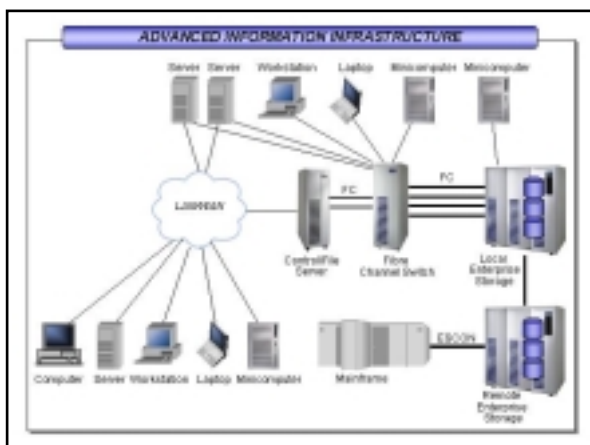 ADVANCED INFORMATION INFRASTRUCTURE
Server Server Workstation Laptop Minicomputer Minicomputer
FC
FC
LAN/WAN
Control/File
Server
Fibre
Channel Switch
Local
Enterprise
Storage
ESCON
Computer Server Workstation Laptop Minicomputer
Mainframe
Remote
Enterprise
Storage